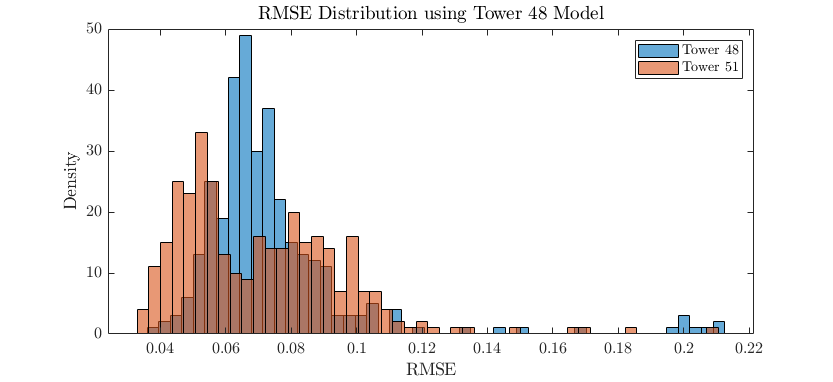 RMSE Distribution using Tower 48 Model
50
40
30
20
10
0
Density
Tower 48
Tower 51
0.04 0.06 0.08 0.1 0.12 0.14 0.16 0.18 0.2 0.22
RMSE